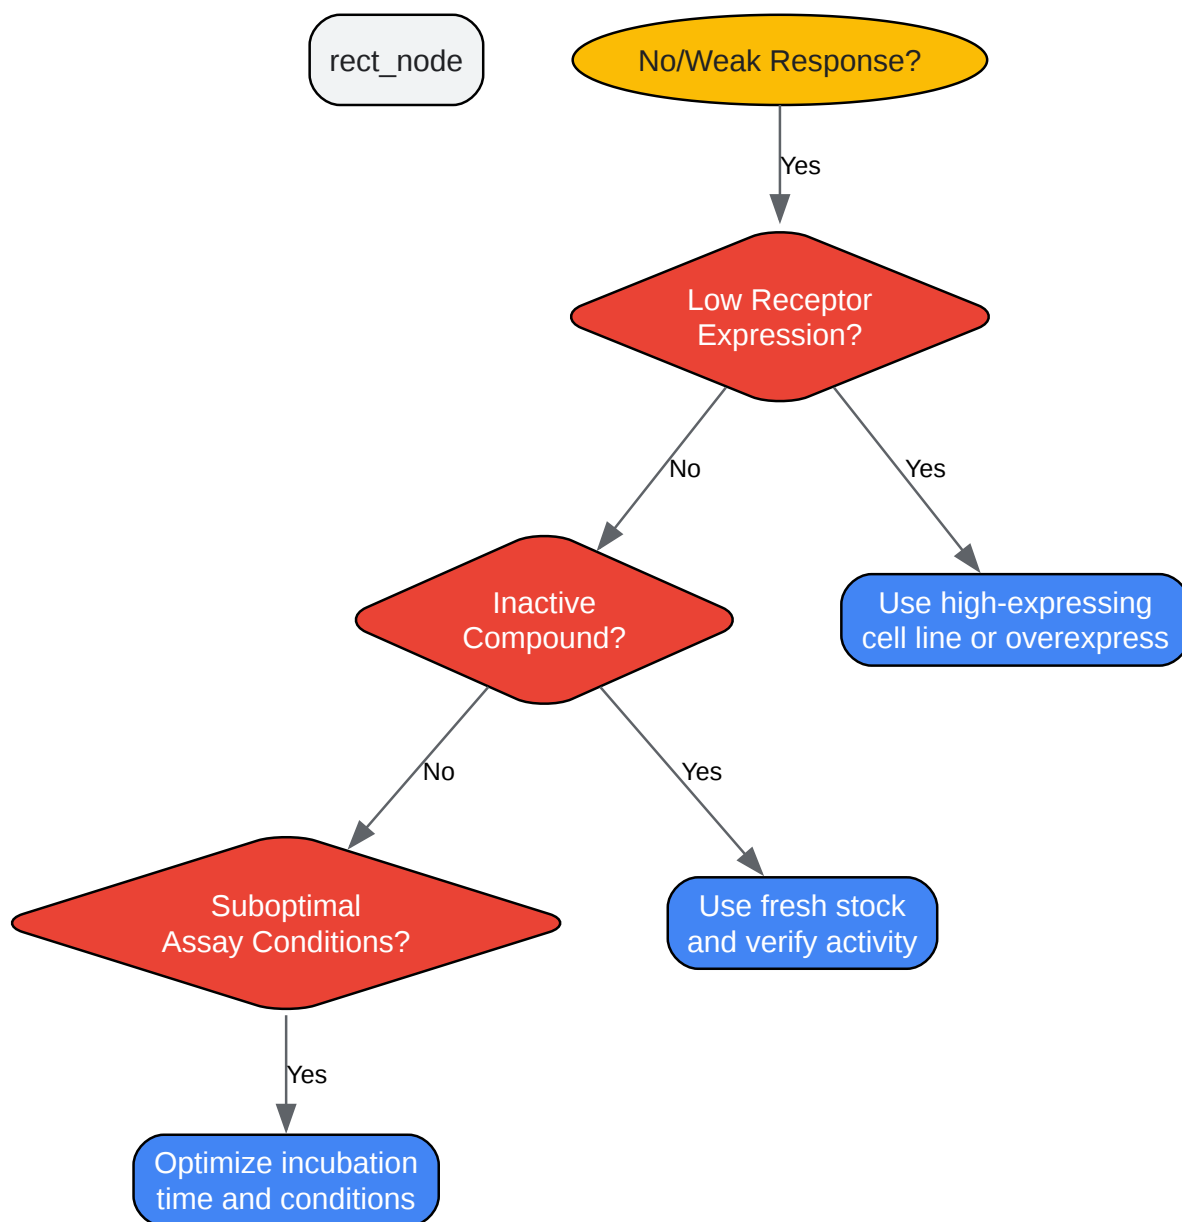 rect_node
No/Weak Response?
Yes
Low Receptor
Expression?
No
Yes
Inactive
Compound?
Use high-expressing
cell line or overexpress
No
Yes
Suboptimal
Assay Conditions?
Use fresh stock
and verify activity
Yes
Optimize incubation
time and conditions